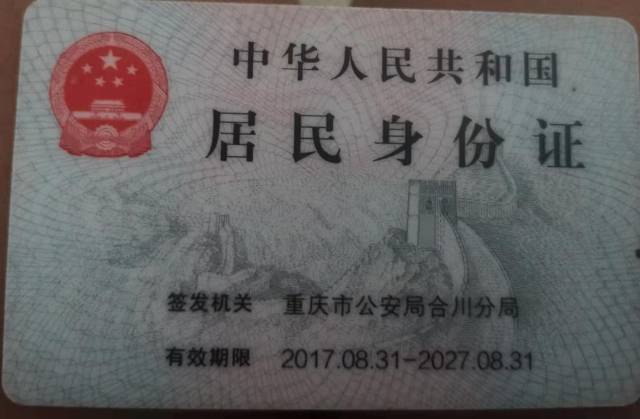 中华人民共和国
居民身份证
签发机关 重庆市公安局合川分局
有效期限 2017.08.31-2027.08.31